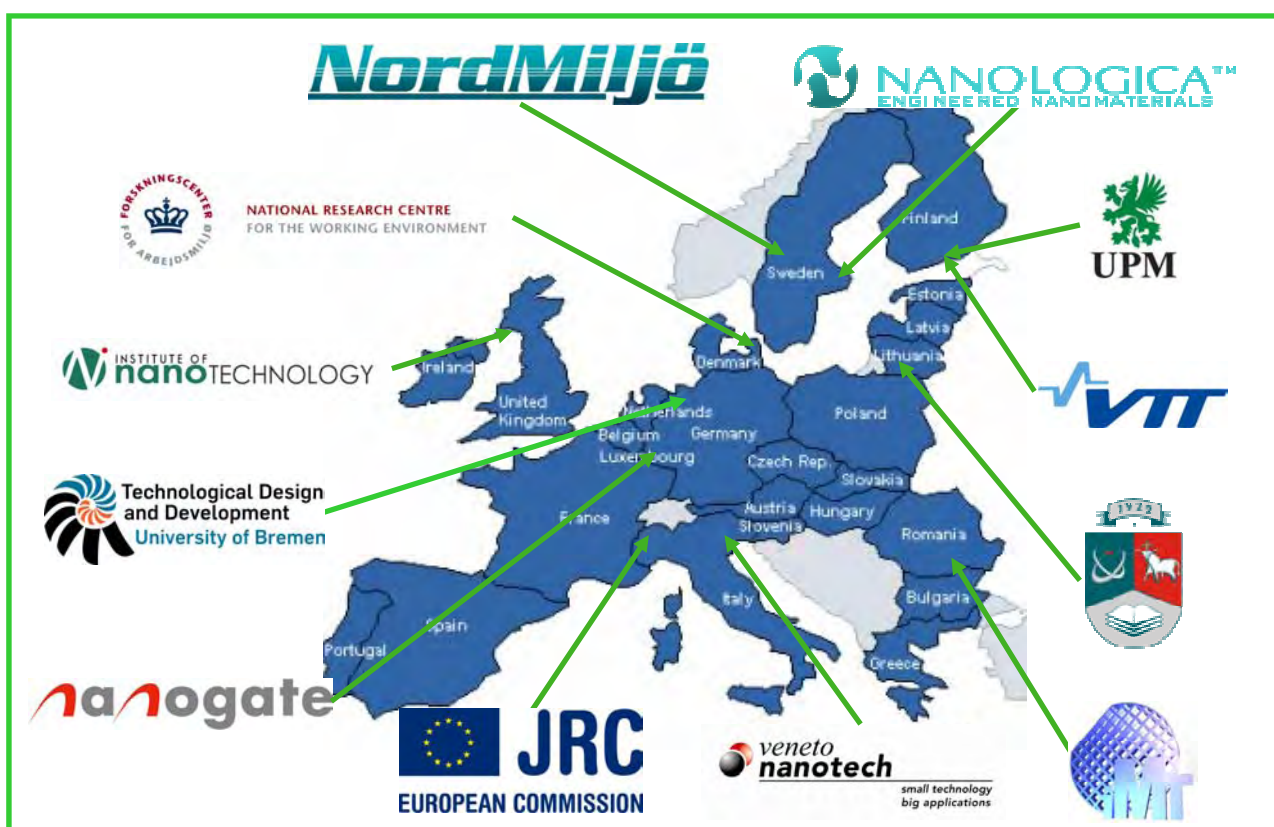 NordMiljö
NANOLOGICA™
ENGINEERED NANOMATERIALS
FORSKNINGSCENTER
FOR ARBEJDSMILJØ
NATIONAL RESEARCH CENTRE
FOR THE WORKING ENVIRONMENT
Finland
UPM
Sweden
Estonia
Latvia
Lithuania
INSTITUTE OF
nanoTECHNOLOGY
Ireland
Denmark
United
Kingdom
Netherlands
Poland
VTT
Belgium
Germany
Luxembourg
Czech Rep.
Slovakia
Technological Design
and Development
University of Bremen
France
Austria
Hungary
Slovenia
Romania
1922
Bulgaria
Italy
Spain
Portugal
Greece
nanogate
JRC
EUROPEAN COMMISSION
veneto
nanotech
small technology
big applications
IMT